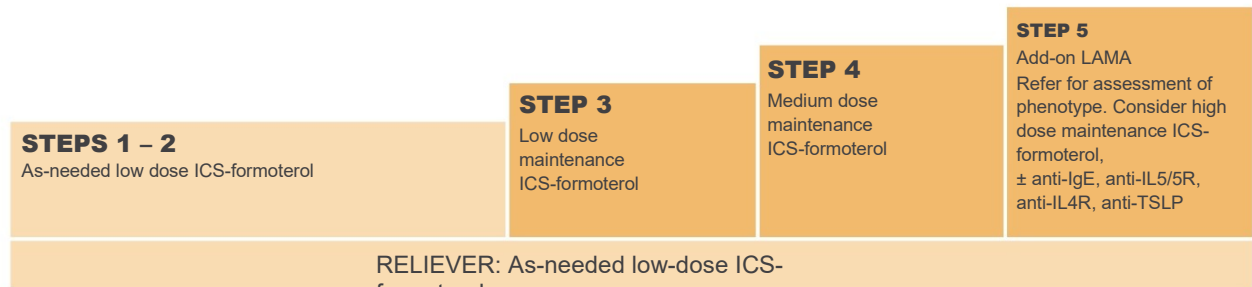 STEPS 1 – 2
As-needed low dose ICS-formoterol
STEP 3
Low dose
maintenance
ICS-formoterol
STEP 4
Medium dose
maintenance
ICS-formoterol
STEP 5
Add-on LAMA
Refer for assessment of
phenotype. Consider high
dose maintenance ICS-
formoterol,
± anti-IgE, anti-IL5/5R,
anti-IL4R, anti-TSLP
RELIEVER: As-needed low-dose ICS-